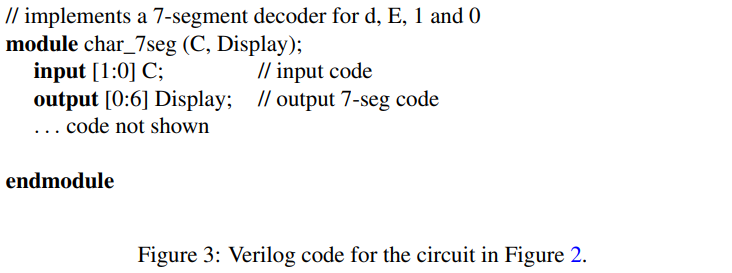 // implements a 7-segment decoder for d, E, 1 and 0
module char_7seg (C, Display);
input [1:0] C; // input code
output [0:6] Display; // output 7-seg code
. . . code not shown
endmodule
Figure 3: Verilog code for the circuit in Figure 2.